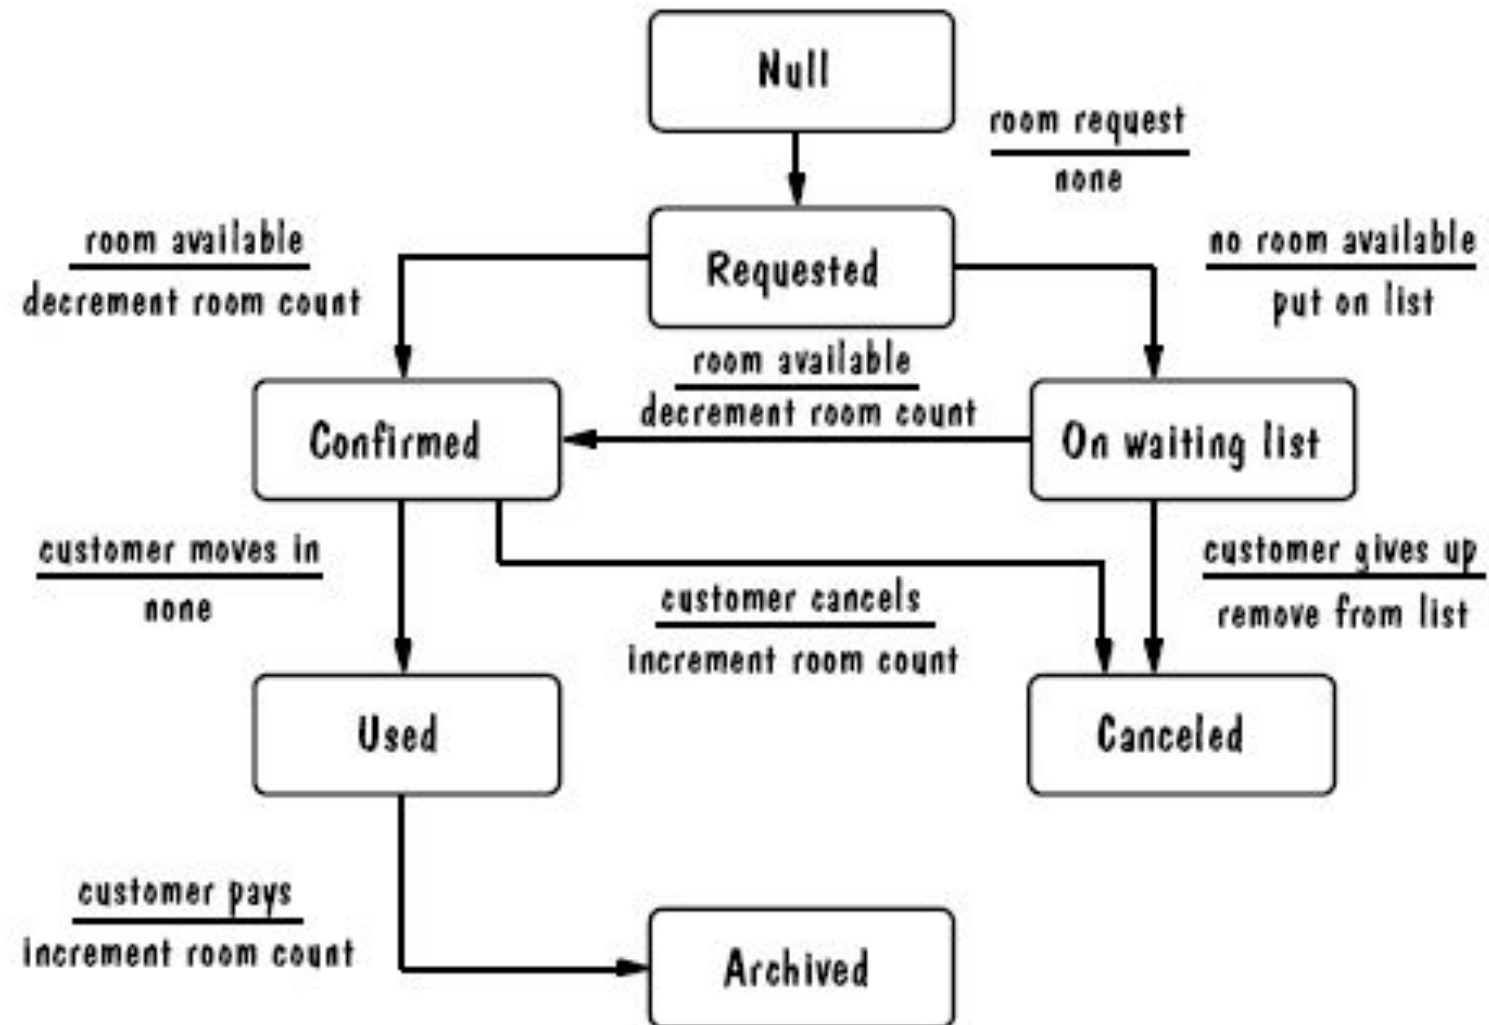 Null
room request
none
room available
decrement room count
Requested
no room available
put on list
room available
decrement room count
Confirmed
On waiting list
customer moves in
none
customer cancels
increment room count
customer gives up
remove from list
Used
Canceled
customer pays
increment room count
Archived